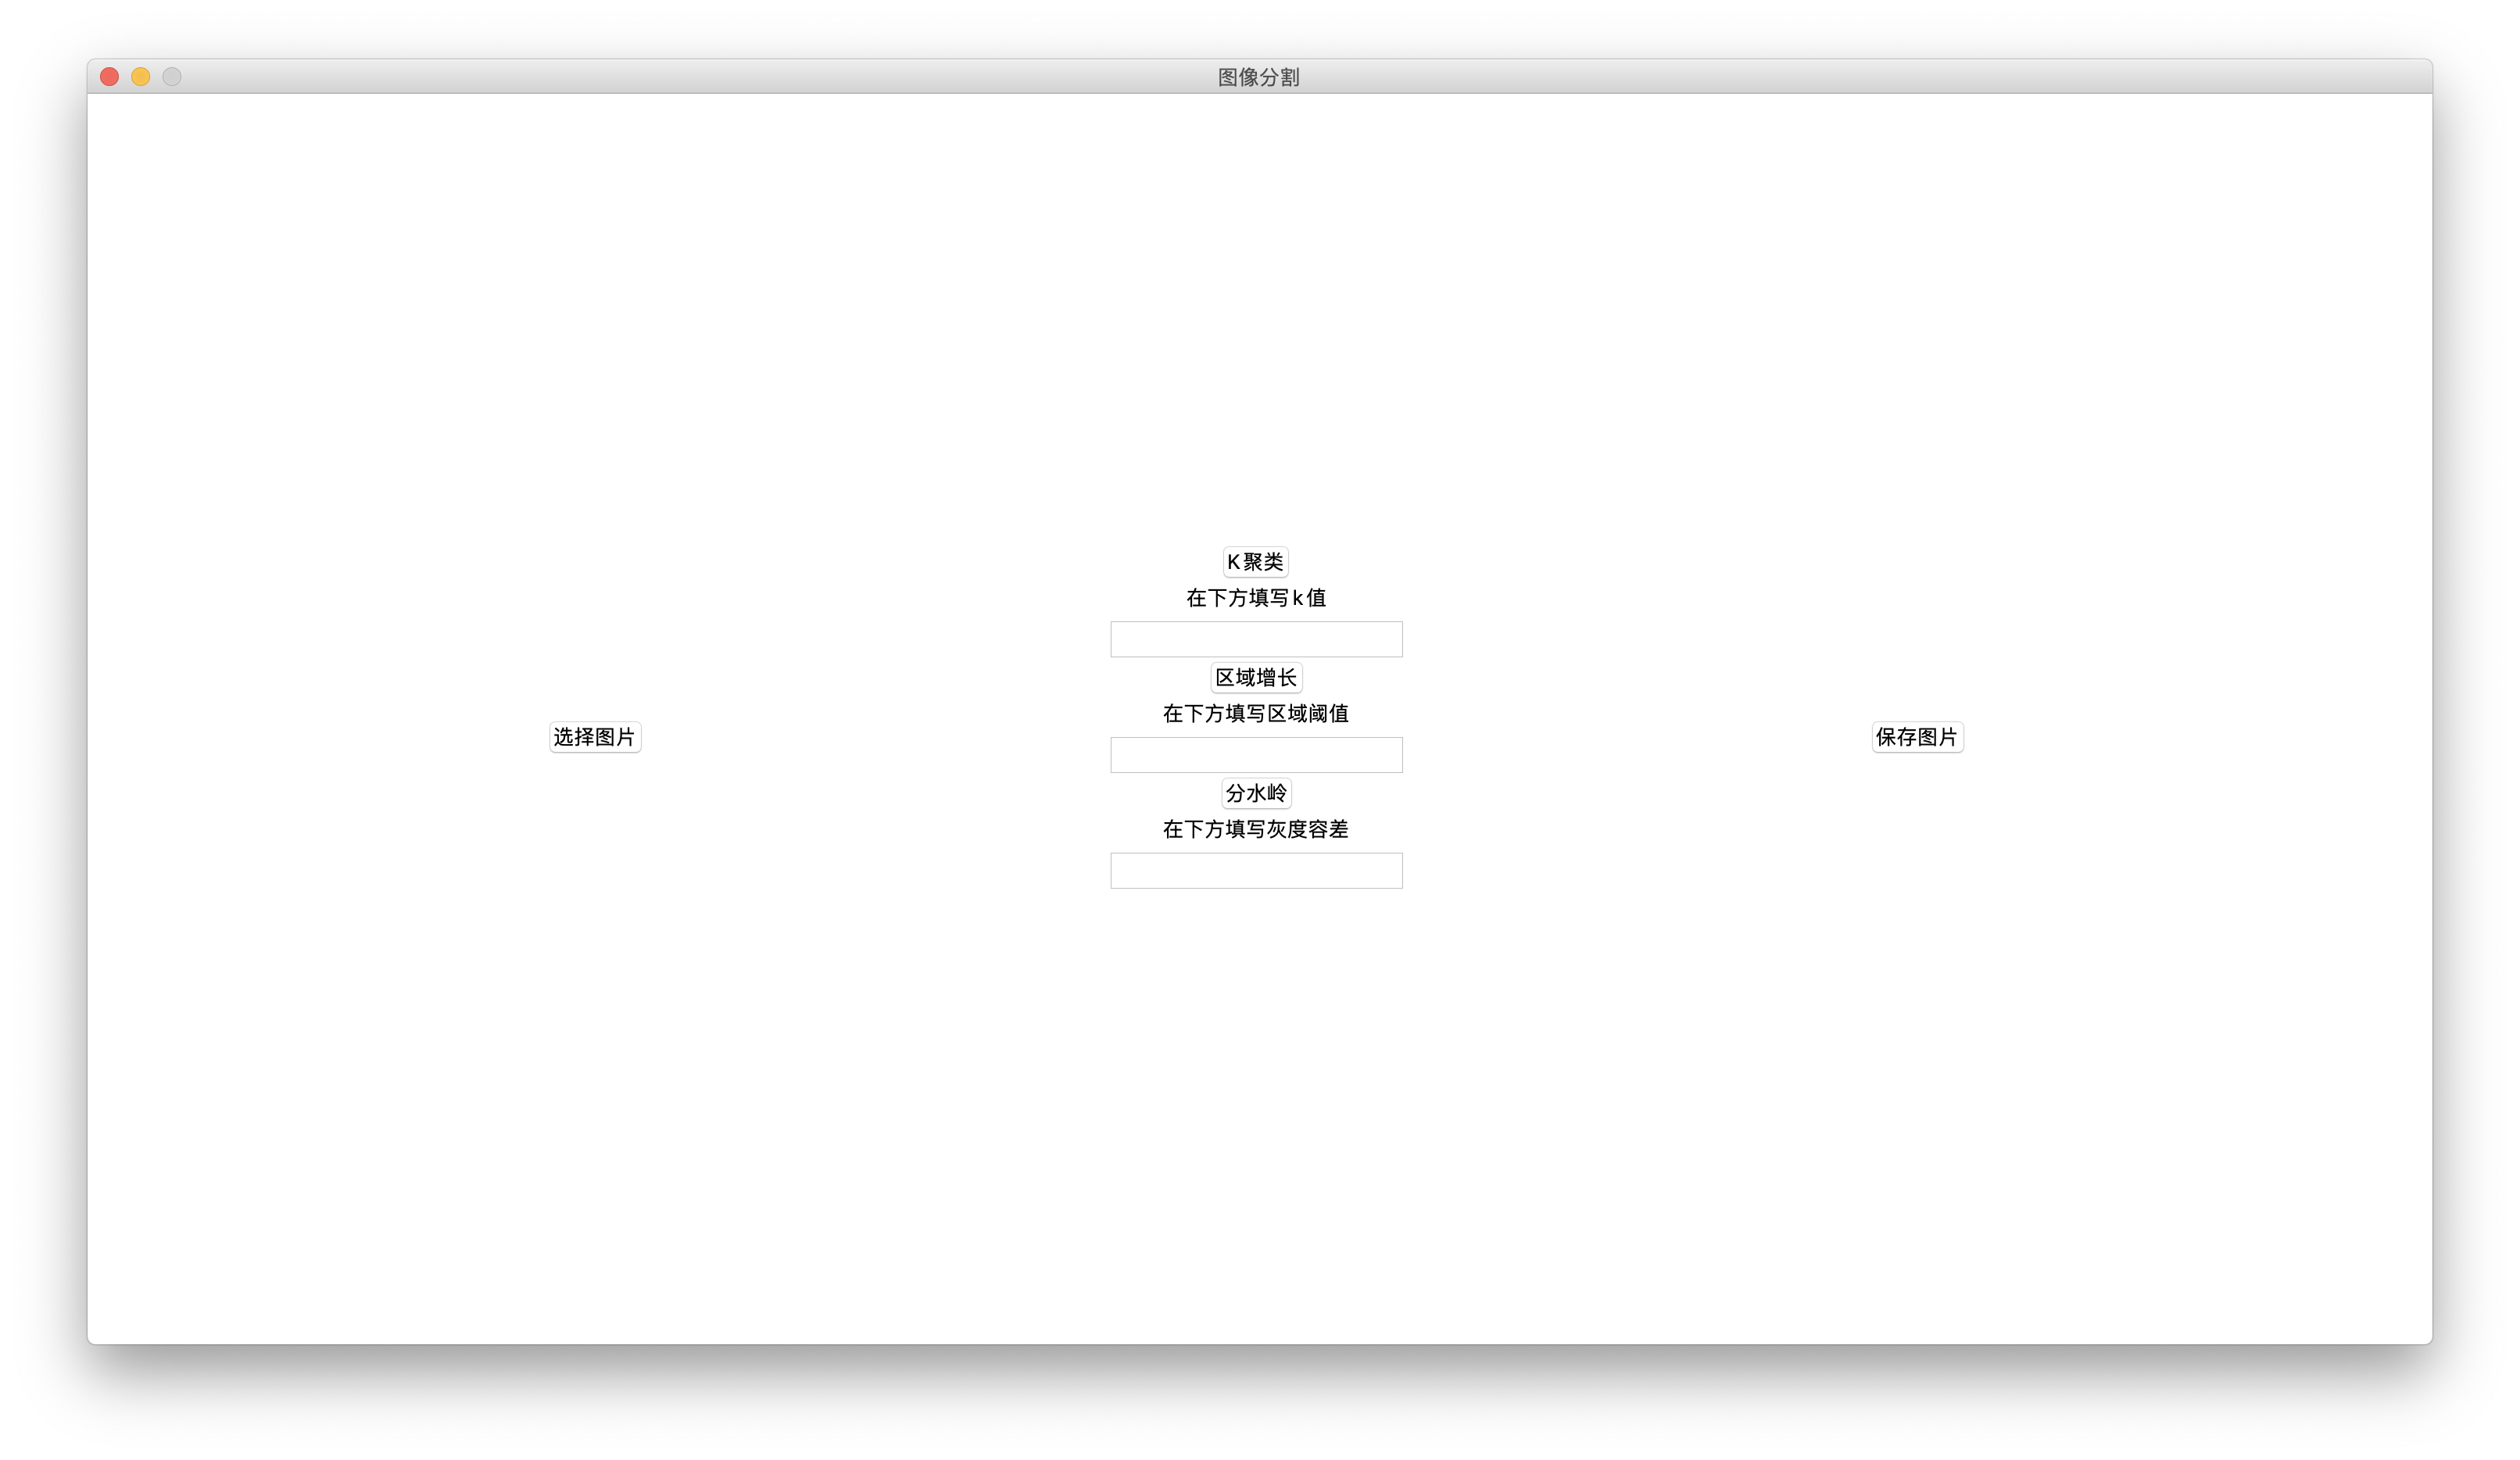 图像分割
K聚类
在下方填写k值
区域增长
在下方填写区域阈值
选择图片
保存图片
分水岭
在下方填写灰度容差